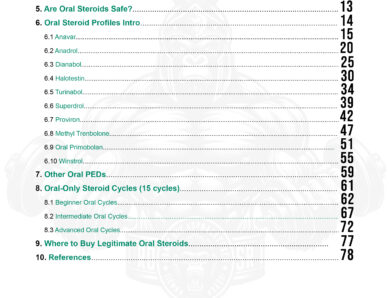 5. Are Oral Steroids Safe?.......... 13
6. Oral Steroid Profiles Intro.......... 14
6.1 Anavar.......... 15
6.2 Anadrol.......... 20
6.3 Dianabol.......... 25
6.4 Halotestin.......... 30
6.5 Turinabol.......... 34
6.6 Superdrol.......... 39
6.7 Proviron.......... 42
6.8 Methyl Trenbolone.......... 47
6.9 Oral Primobolan.......... 51
6.10 Winstrol.......... 55
7. Other Oral PEDs.......... 59
8. Oral-Only Steroid Cycles (15 cycles).......... 61
8.1 Beginner Oral Cycles.......... 62
8.2 Intermediate Oral Cycles.......... 67
8.3 Advanced Oral Cycles.......... 72
9. Where to Buy Legitimate Oral Steroids.......... 77
10. References.......... 78